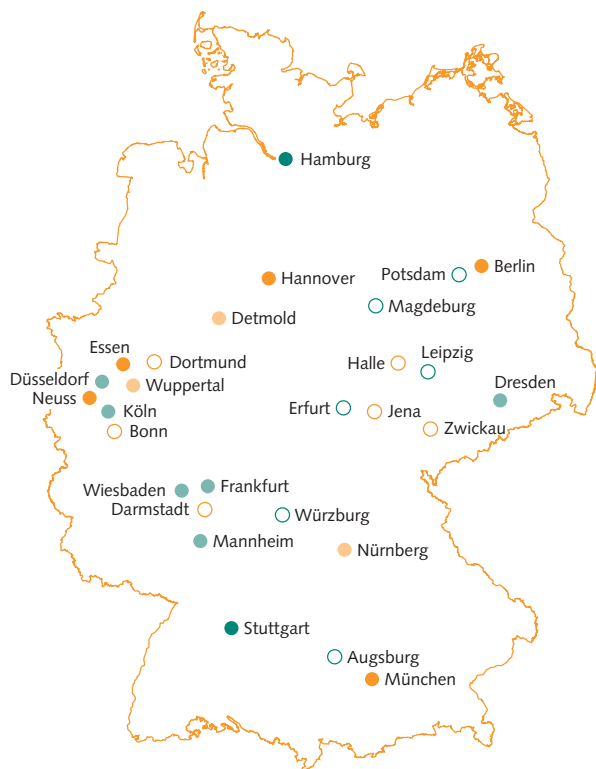 Hamburg
Berlin
Potsdam
Hannover
Magdeburg
Detmold
Essen
Dortmund
Halle
Leipzig
Düsseldorf
Wuppertal
Dresden
Neuss
Köln
Erfurt
Jena
Bonn
Zwickau
Wiesbaden
Frankfurt
Darmstadt
Würzburg
Mannheim
Nürnberg
Stuttgart
Augsburg
München